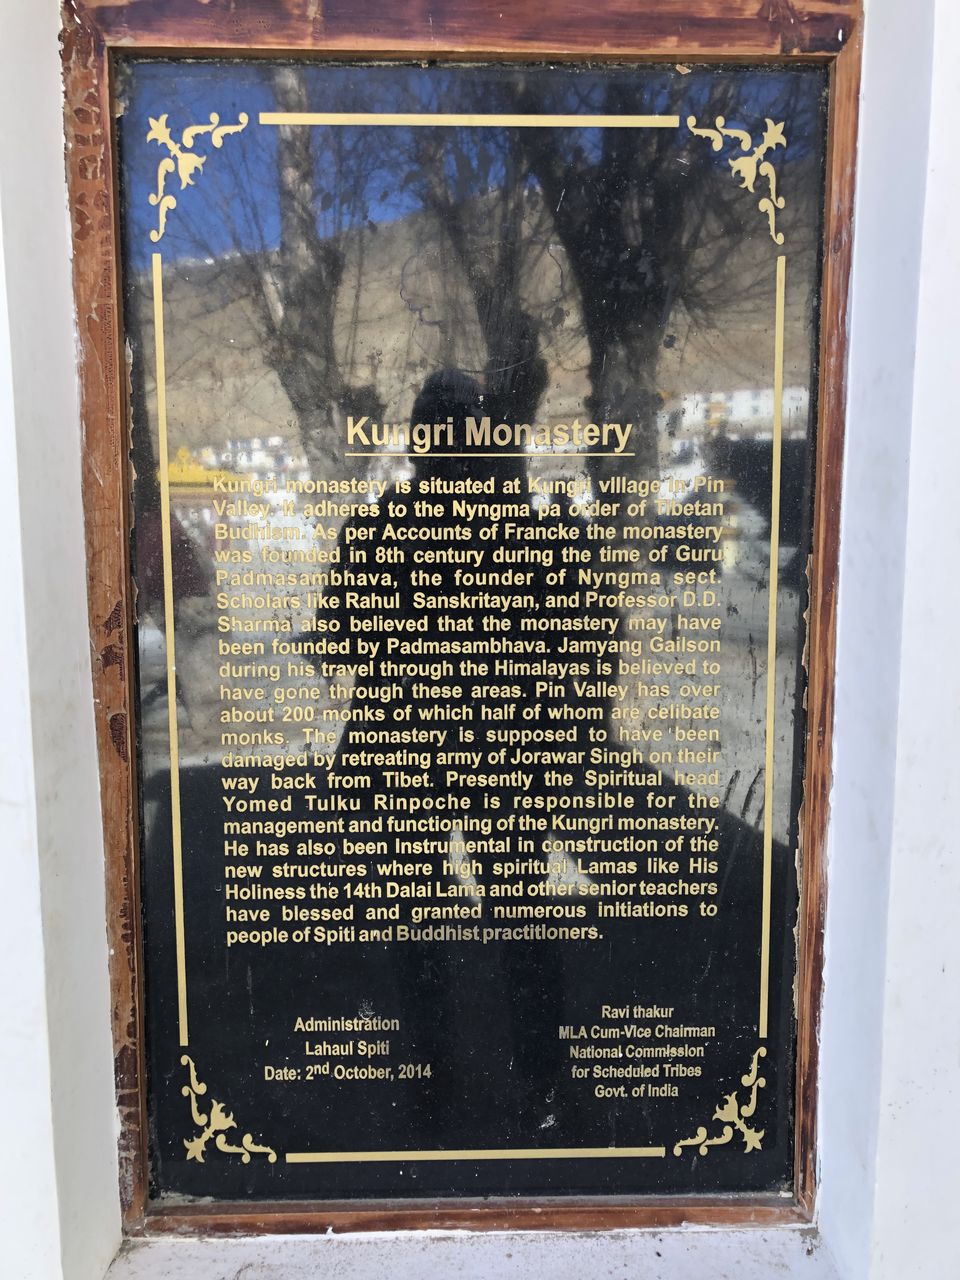 Kungri Monastery
Kungri monastery is situated at Kungri village in Pin
Valley. It adheres to the Nyngma pa order of Tibetan
Budhism. As per Accounts of Francke the monastery
was founded in 8th century during the time of Guru
Padmasambhava, the founder of Nyngma sect.
Scholars like Rahul Sanskritayan, and Professor D.D.
Sharma also believed that the monastery may have
been founded by Padmasambhava. Jamyang Gailson
during his travel through the Himalayas is believed to
have gone through these areas. Pin Valley has over
about 200 monks of which half of whom are celibate
monks. The monastery is supposed to have been
damaged by retreating army of Jorawar Singh on their
way back from Tibet. Presently the Spiritual head
Yomed Tulku Rinpoche is responsible for the
management and functioning of the Kungri monastery.
He has also been Instrumental in construction of the
new structures where high spiritual Lamas like His
Holiness the 14th Dalai Lama and other senior teachers
have blessed and granted numerous initiations to
people of Spiti and Buddhist practitioners.
Administration
Lahaul Spiti
Date: 2nd October, 2014
Ravi thakur
MLA Cum-Vice Chairman
National Commission
for Scheduled Tribes
Govt. of India